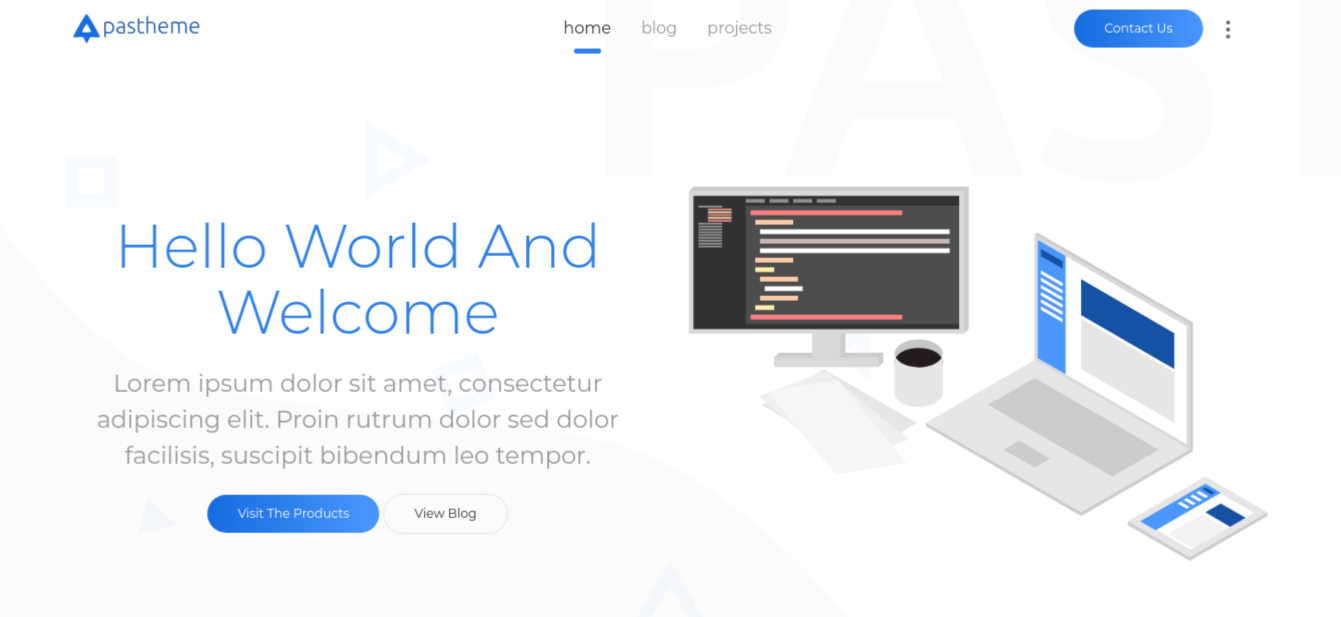 pastheme
home blog projects
Contact Us
PAST
Hello World And
Welcome
Lorem ipsum dolor sit amet, consectetur
adipiscing elit. Proin rutrum dolor sed dolor
facilisis, suscipit bibendum leo tempor.
Visit The Products View Blog